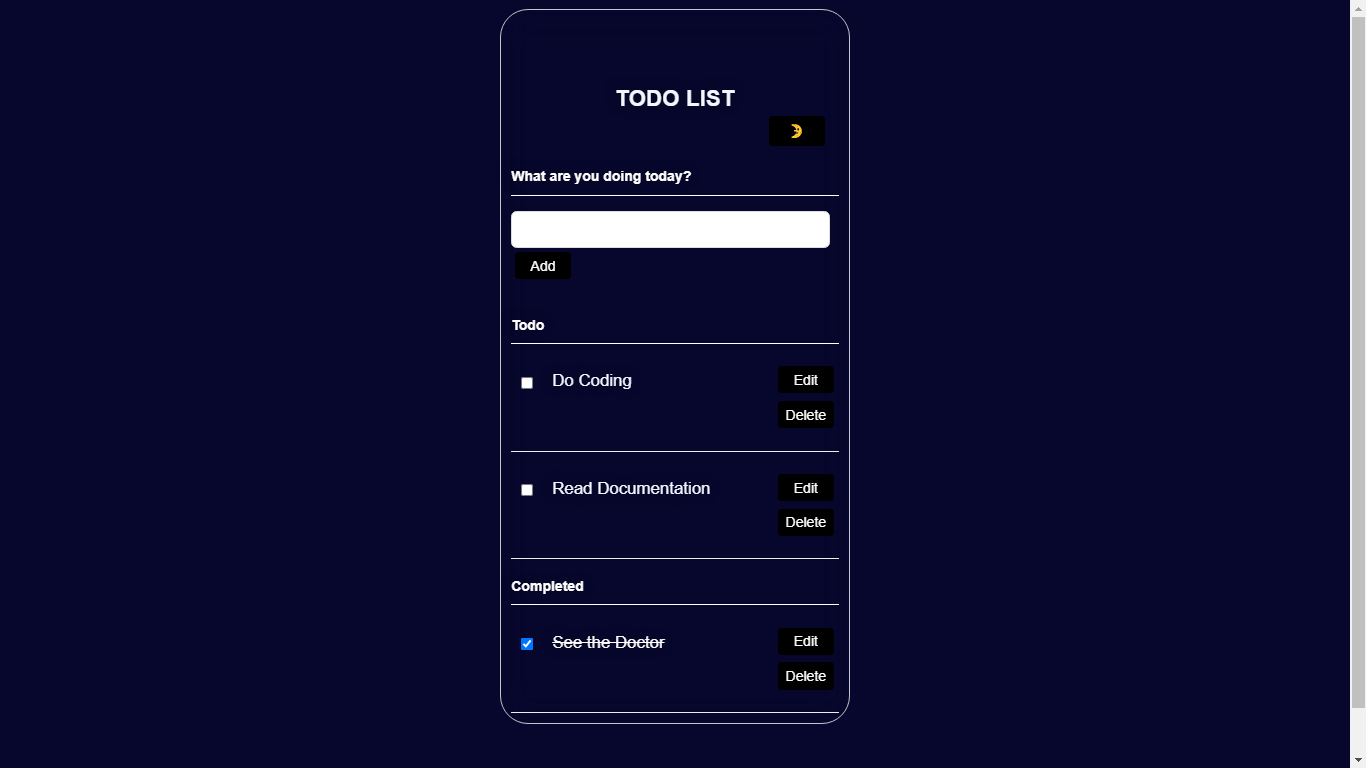 TODO LIST
What are you doing today?
Add
Todo
Do Coding
Edit
Delete
Read Documentation
Edit
Delete
Completed
See the Doctor
Edit
Delete